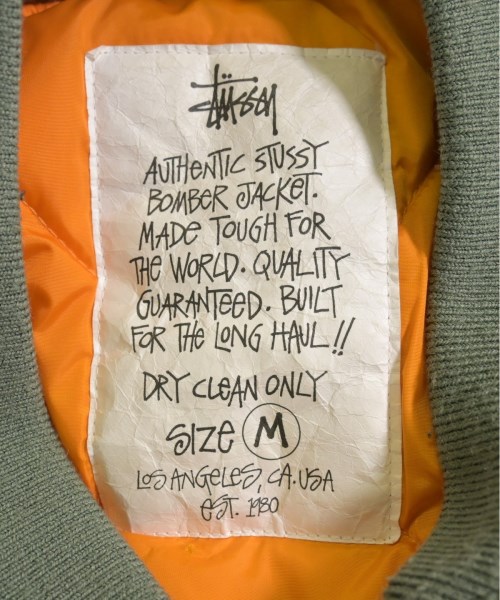 Stüssy
AUTHENTIC STUSSY
BOMBER JACKET.
MADE TOUGH FOR
THE WORLD. QUALITY
GUARANTEED. BUILT
FOR THE LONG HAUL!!
DRY CLEAN ONLY
SIZE M
LOS ANGELES, CA. USA
EST. 1980